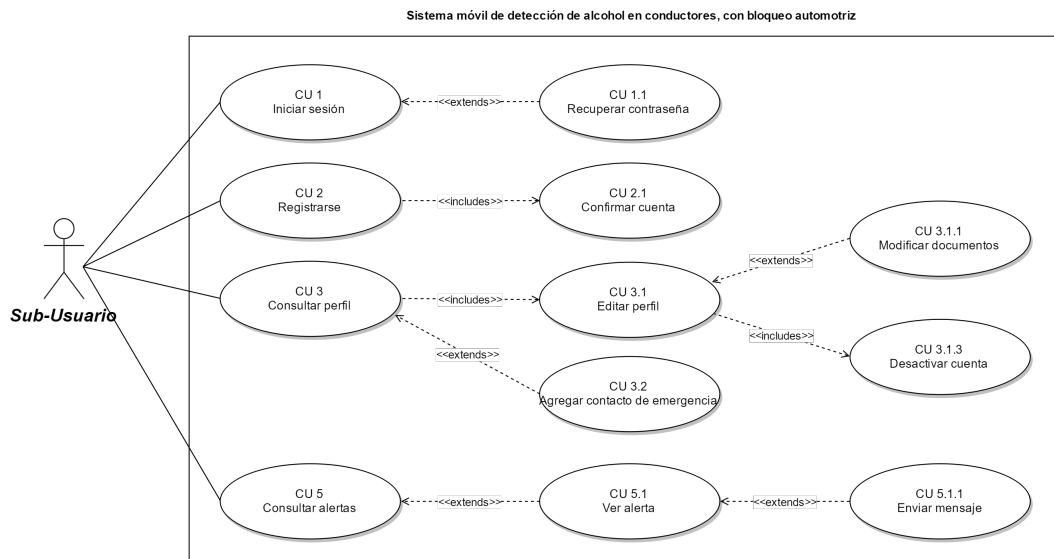 Sistema móvil de detección de alcohol en conductores, con bloqueo automotriz
CU 1
Iniciar sesión
<<extends>>
CU 1.1
Recuperar contraseña
CU 2
Registrarse
<<includes>>
CU 2.1
Confirmar cuenta
CU 3.1.1
Modificar documentos
<<extends>>
Sub-Usuario
CU 3
Consultar perfil
<<includes>>
CU 3.1
Editar perfil
<<includes>>
CU 3.1.3
Desactivar cuenta
<<extends>>
CU 3.2
Agregar contacto de emergencia
CU 5
Consultar alertas
<<extends>>
CU 5.1
Ver alerta
<<extends>>
CU 5.1.1
Enviar mensaje